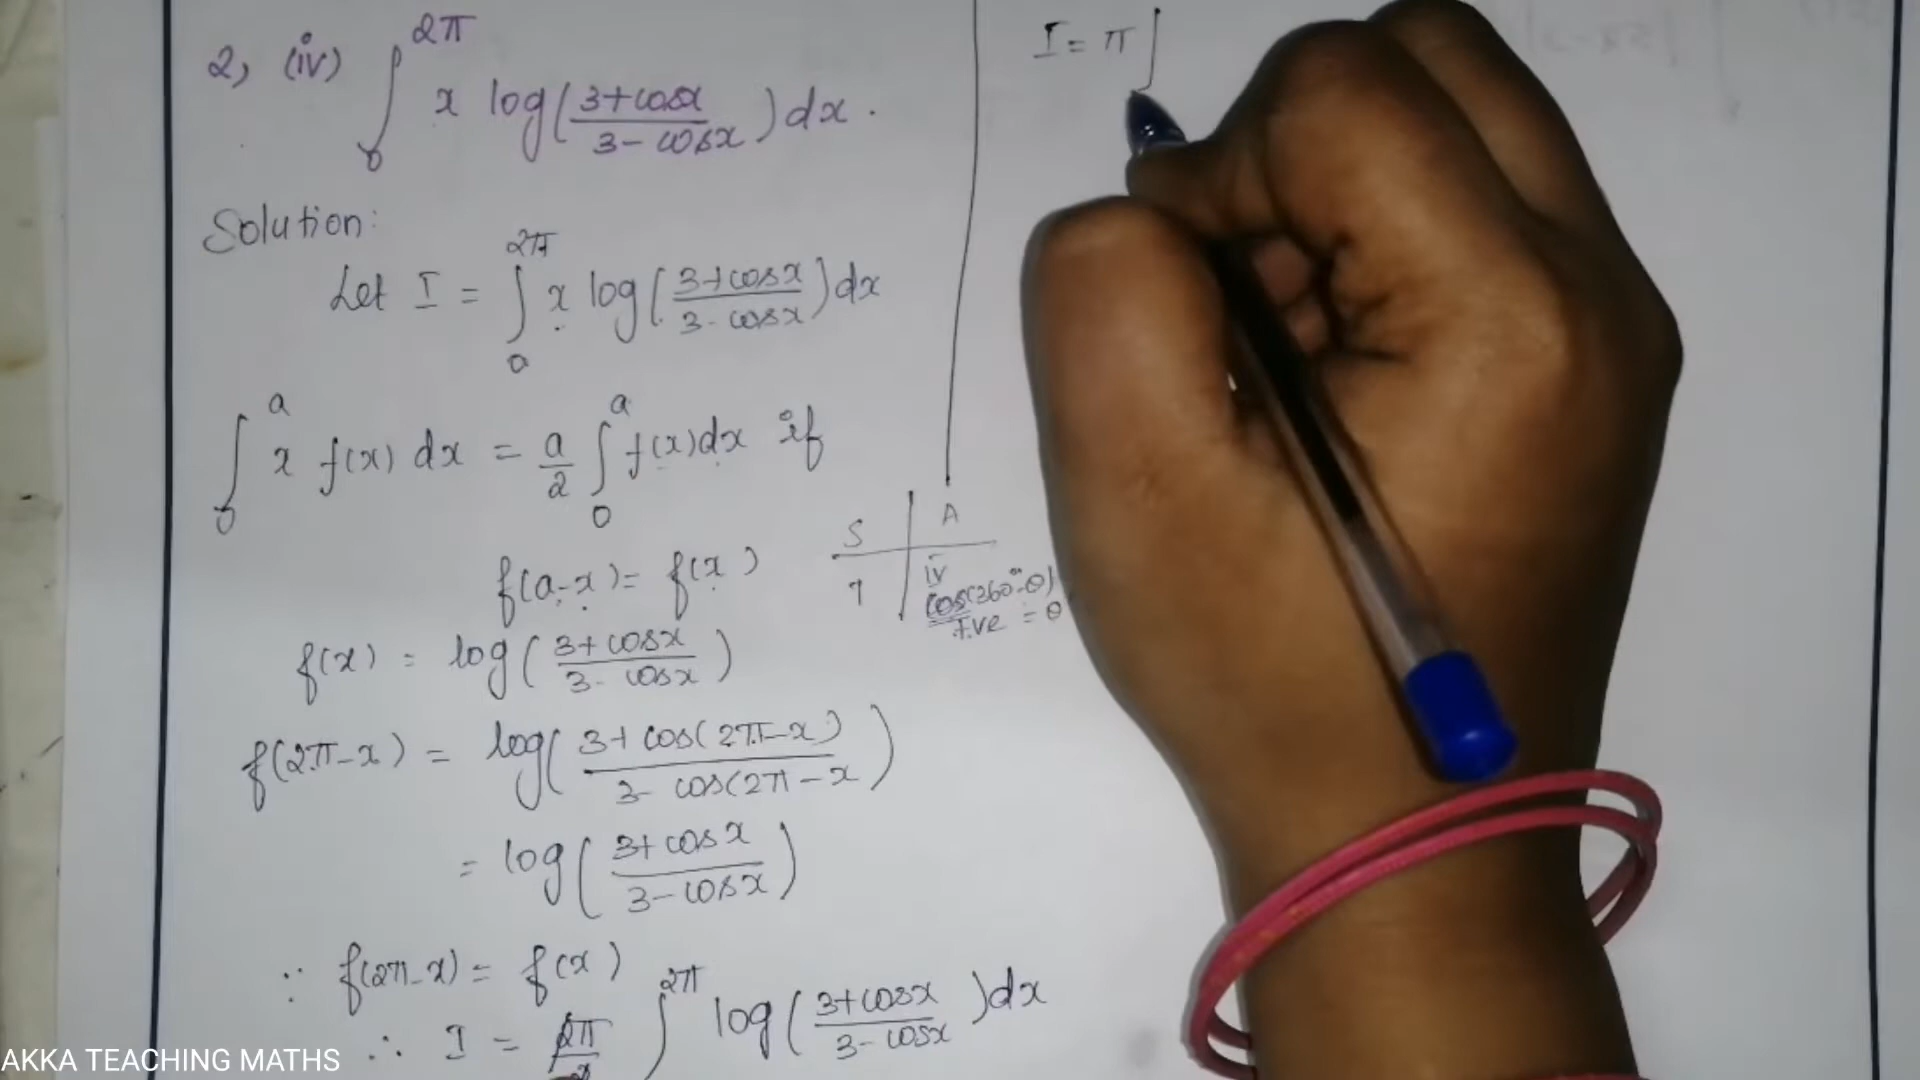 2, (iv) ∫₀^2π x log(3+cosx / 3-cosx) dx.
Solution:
Let I = ∫₀^2π x log(3+cosx / 3-cosx) dx
∫₀^a x f(x) dx = a/2 ∫₀^a f(x) dx if
f(a-x) = f(x)
f(x) = log(3+cosx / 3-cosx)
f(2π-x) = log(3+cos(2π-x) / 3-cos(2π-x)
= log(3+cosx / 3-cosx)
∵ f(2π-x) = f(x)
∴ I = 2π/2 ∫^2π log(3+cosx / 3-cosx) dx
S A
iv
cos(360°-θ)
+ve = θ
I = π∫
AKKA TEACHING MATHS